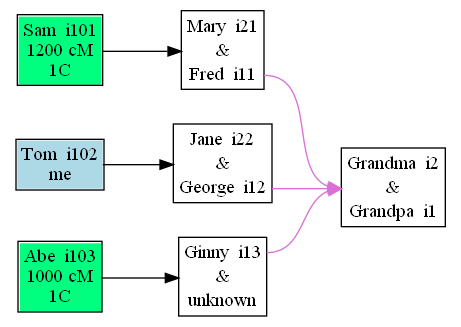 Sam i101
1200 cM
1C
Mary i21
&
Fred i11
Tom i102
me
Jane i22
&
George i12
Grandma i2
&
Grandpa i1
Abe i103
1000 cM
1C
Ginny i13
&
unknown